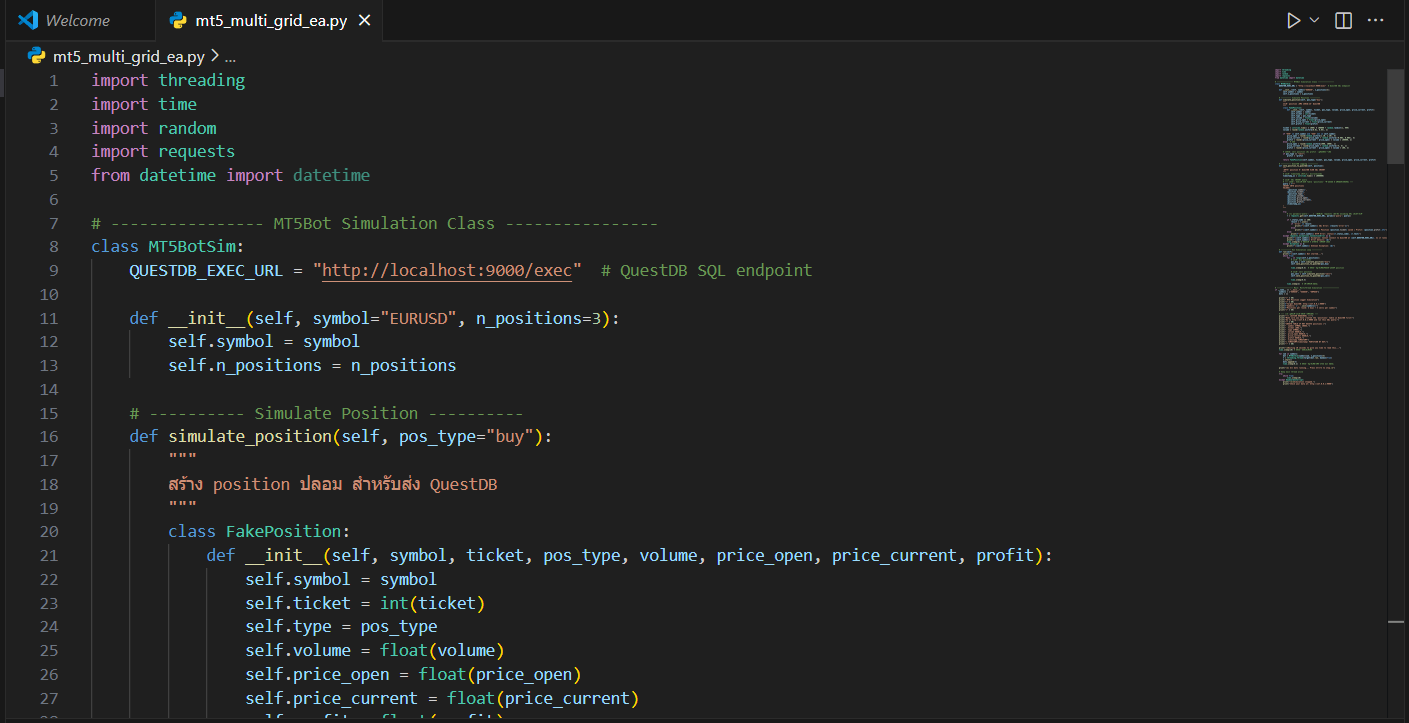 Welcome
mt5_multi_grid_ea.py
mt5_multi_grid_ea.py > ...
1 import threading
2 import time
3 import random
4 import requests
5 from datetime import datetime
6
7 # ---------------- MT5Bot Simulation Class ----------------
8 class MT5BotSim:
9     QUESTDB_EXEC_URL = "http://localhost:9000/exec"  # QuestDB SQL endpoint
10
11     def __init__(self, symbol="EURUSD", n_positions=3):
12         self.symbol = symbol
13         self.n_positions = n_positions
14
15     # ---------- Simulate Position ----------
16     def simulate_position(self, pos_type="buy"):
17         """
18         สร้าง position ปลอม สำหรับส่ง QuestDB
19         """
20         class FakePosition:
21             def __init__(self, symbol, ticket, pos_type, volume, price_open, price_current, profit):
22                 self.symbol = symbol
23                 self.ticket = int(ticket)
24                 self.type = pos_type
25                 self.volume = float(volume)
26                 self.price_open = float(price_open)
27                 self.price_current = float(price_current)